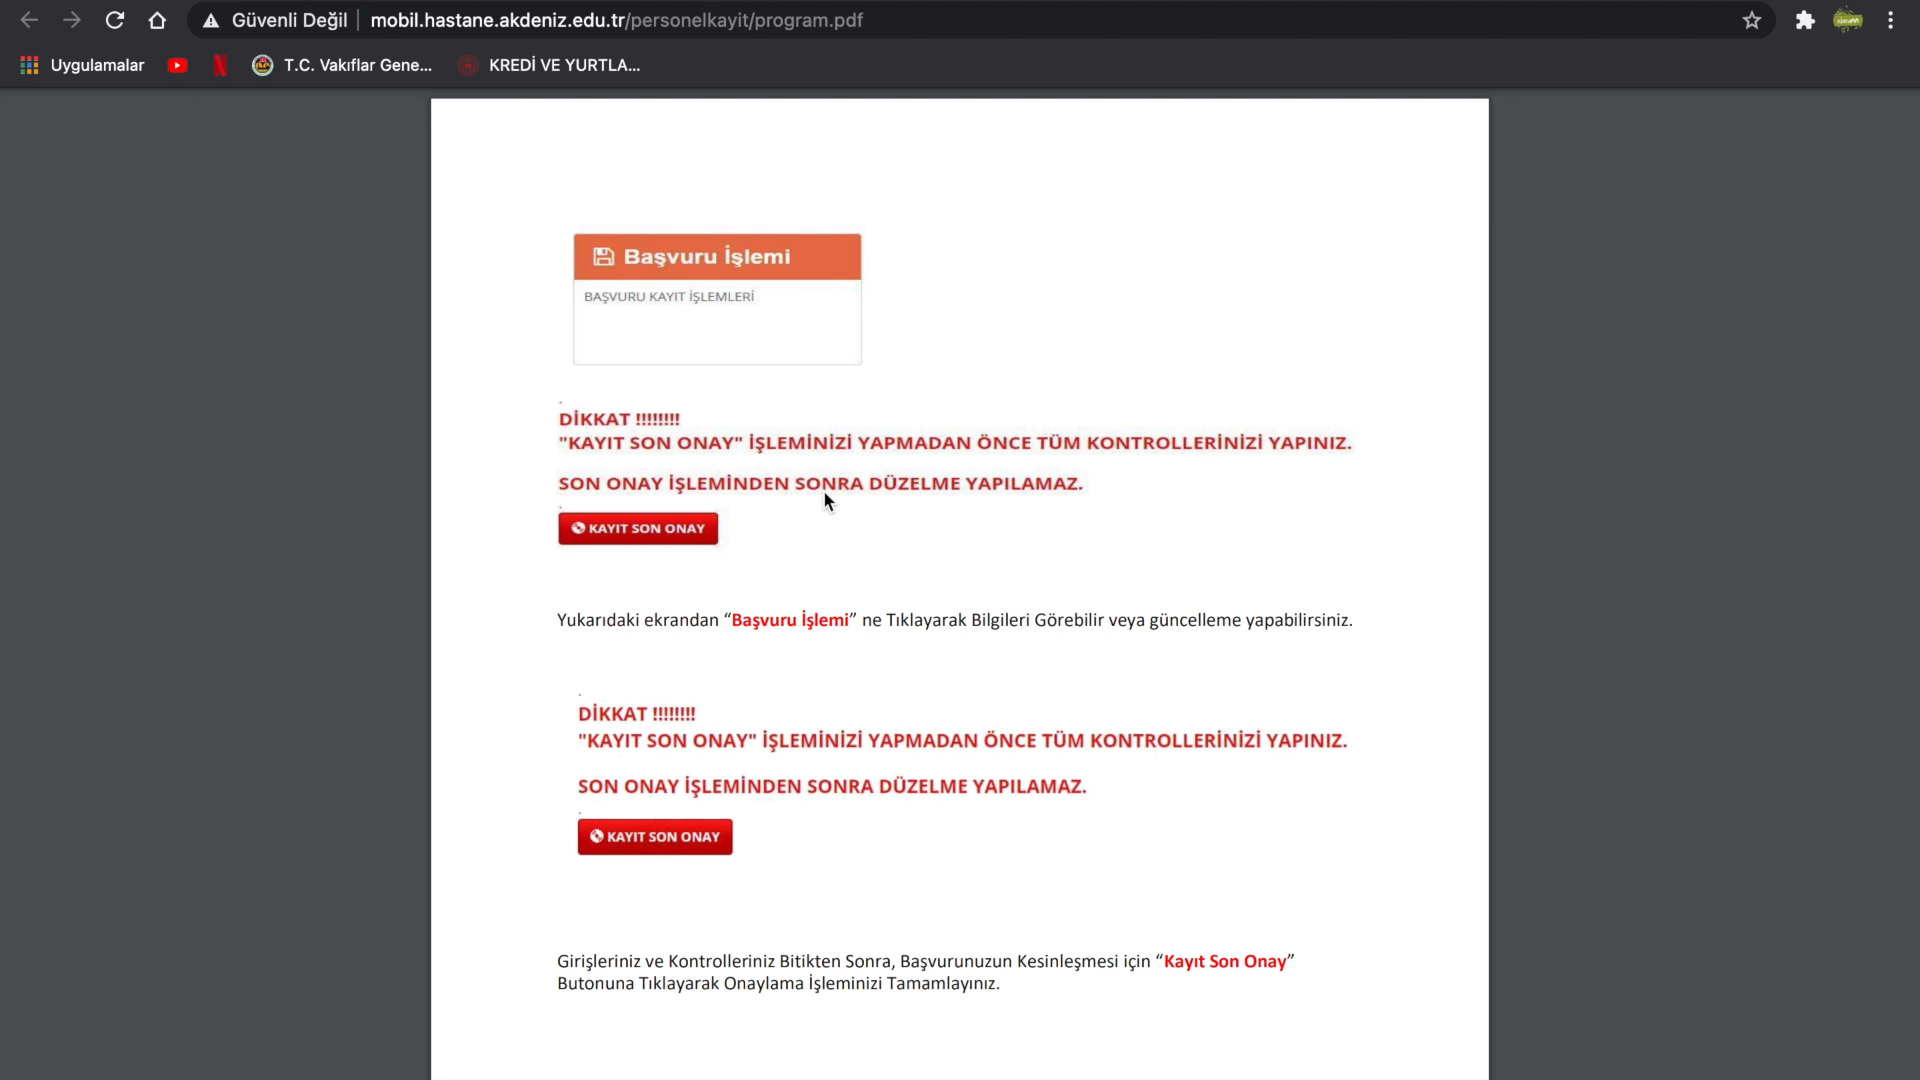 Güvenli Değil | mobil.hastane.akdeniz.edu.tr/personelkayit/program.pdf
Uygulamalar T.C. Vakıflar Gene... KREDİ VE YURTLA...
Başvuru İşlemi
BAŞVURU KAYIT İŞLEMLERİ
DİKKAT !!!!!!!!
"KAYIT SON ONAY" İŞLEMİNİZİ YAPMADAN ÖNCE TÜM KONTROLLERİNİZİ YAPINIZ.
SON ONAY İŞLEMİNDEN SONRA DÜZELME YAPILAMAZ.
KAYIT SON ONAY
Yukarıdaki ekrandan “Başvuru İşlemi” ne Tıklayarak Bilgileri Görebilir veya güncelleme yapabilirsiniz.
DİKKAT !!!!!!!!
"KAYIT SON ONAY" İŞLEMİNİZİ YAPMADAN ÖNCE TÜM KONTROLLERİNİZİ YAPINIZ.
SON ONAY İŞLEMİNDEN SONRA DÜZELME YAPILAMAZ.
KAYIT SON ONAY
Girişleriniz ve Kontrolleriniz Bitikten Sonra, Başvurunuzun Kesinleşmesi için “Kayıt Son Onay”
Butonuna Tıklayarak Onaylama İşleminizi Tamamlayınız.